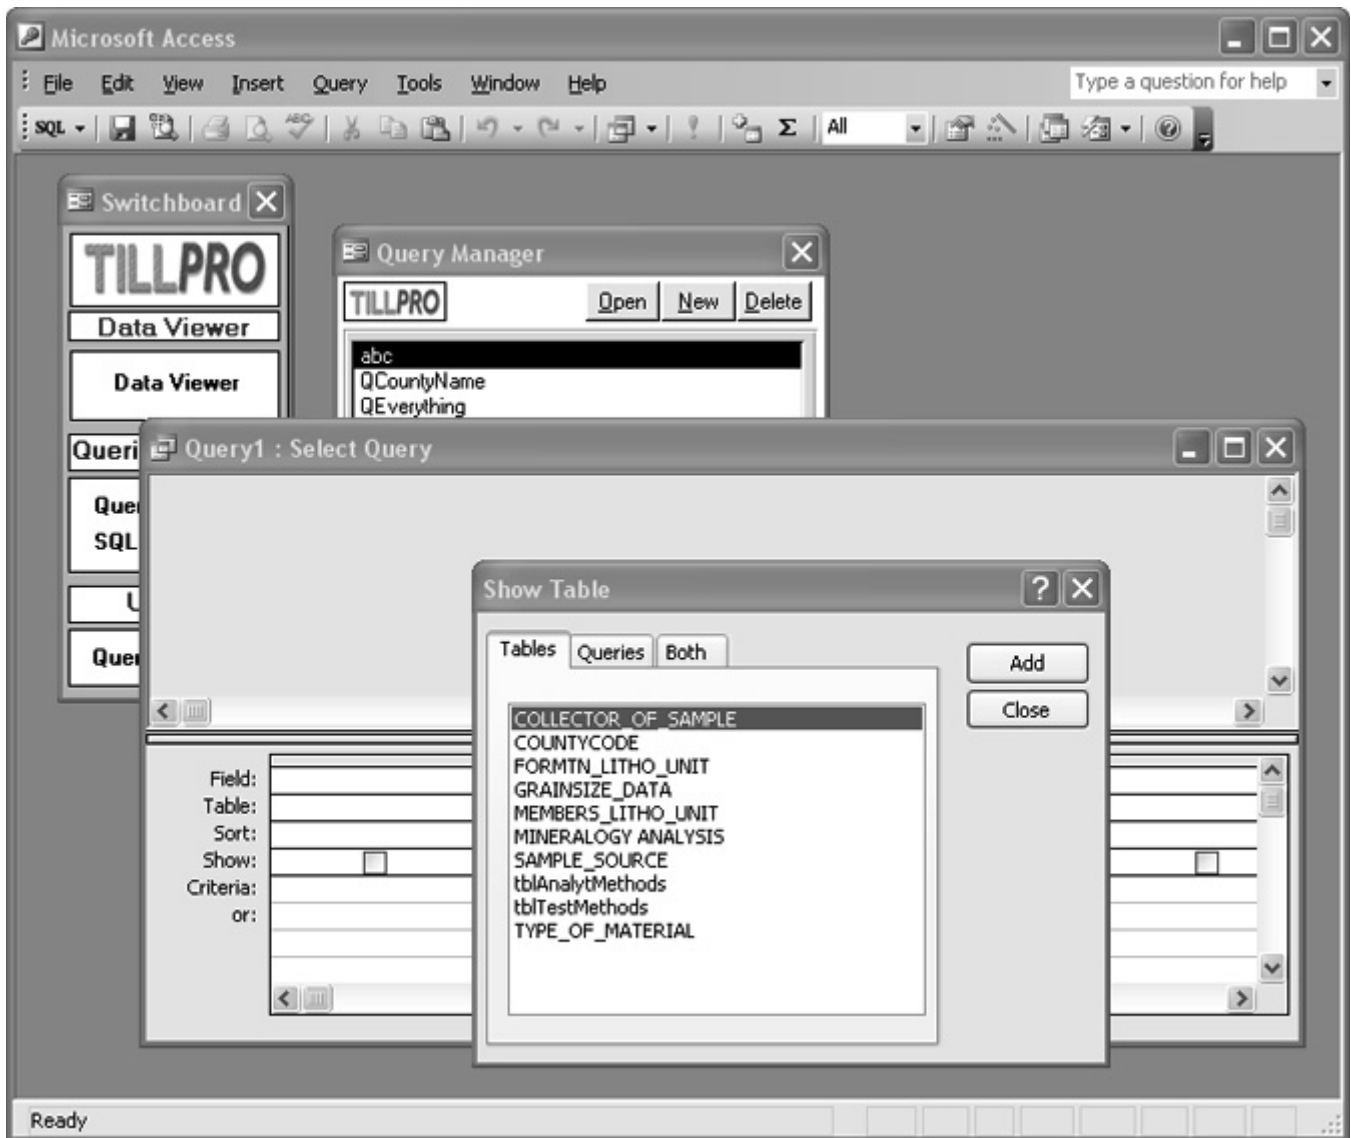 Microsoft Access
File Edit View Insert Query Tools Window Help
Type a question for help
SQL
ABC
All
Switchboard
TILLPRO
Data Viewer
Data Viewer
Queri
Quer
SQL
U
Quer
Query Manager
TILLPRO
Open New Delete
abc
QCountyName
QEverything
Query1 : Select Query
Field:
Table:
Sort:
Show:
Criteria:
or:
Show Table
Tables Queries Both
Add
Close
COLLECTOR_OF_SAMPLE
COUNTYCODE
FORMTN_LITHO_UNIT
GRAINSIZE_DATA
MEMBERS_LITHO_UNIT
MINERALOGY ANALYSIS
SAMPLE_SOURCE
tblAnalytMethods
tblTestMethods
TYPE_OF_MATERIAL
Ready